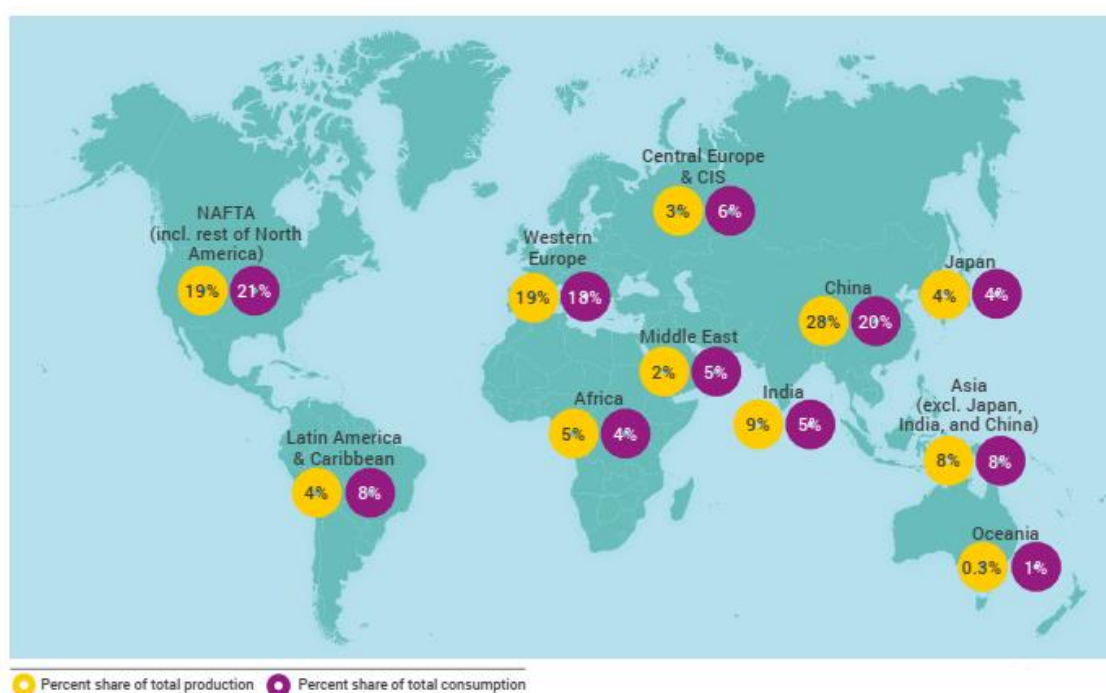 Central Europe
& CIS
3% 6%
NAFTA
(incl. rest of North
America)
19% 21%
Western
Europe
19% 18%
Japan
4% 4%
China
28% 20%
Middle East
2% 5%
India
9% 5%
Africa
5% 4%
Asia
(excl. Japan,
India, and China)
8% 8%
Latin America
& Caribbean
4% 8%
Oceania
0.3% 1%
Percent share of total production Percent share of total consumption